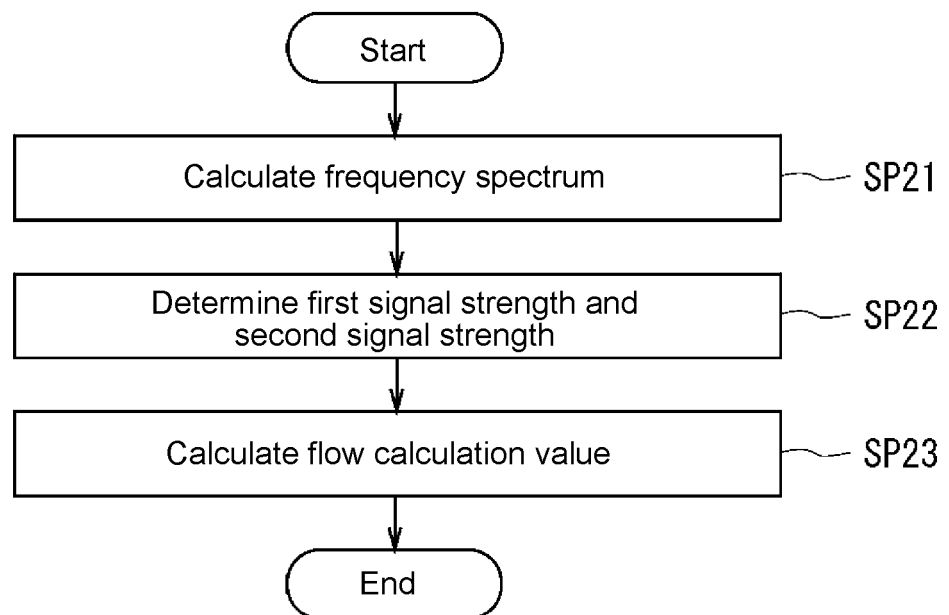 Start
Calculate frequency spectrum
SP21
Determine first signal strength and
second signal strength
SP22
Calculate flow calculation value
SP23
End